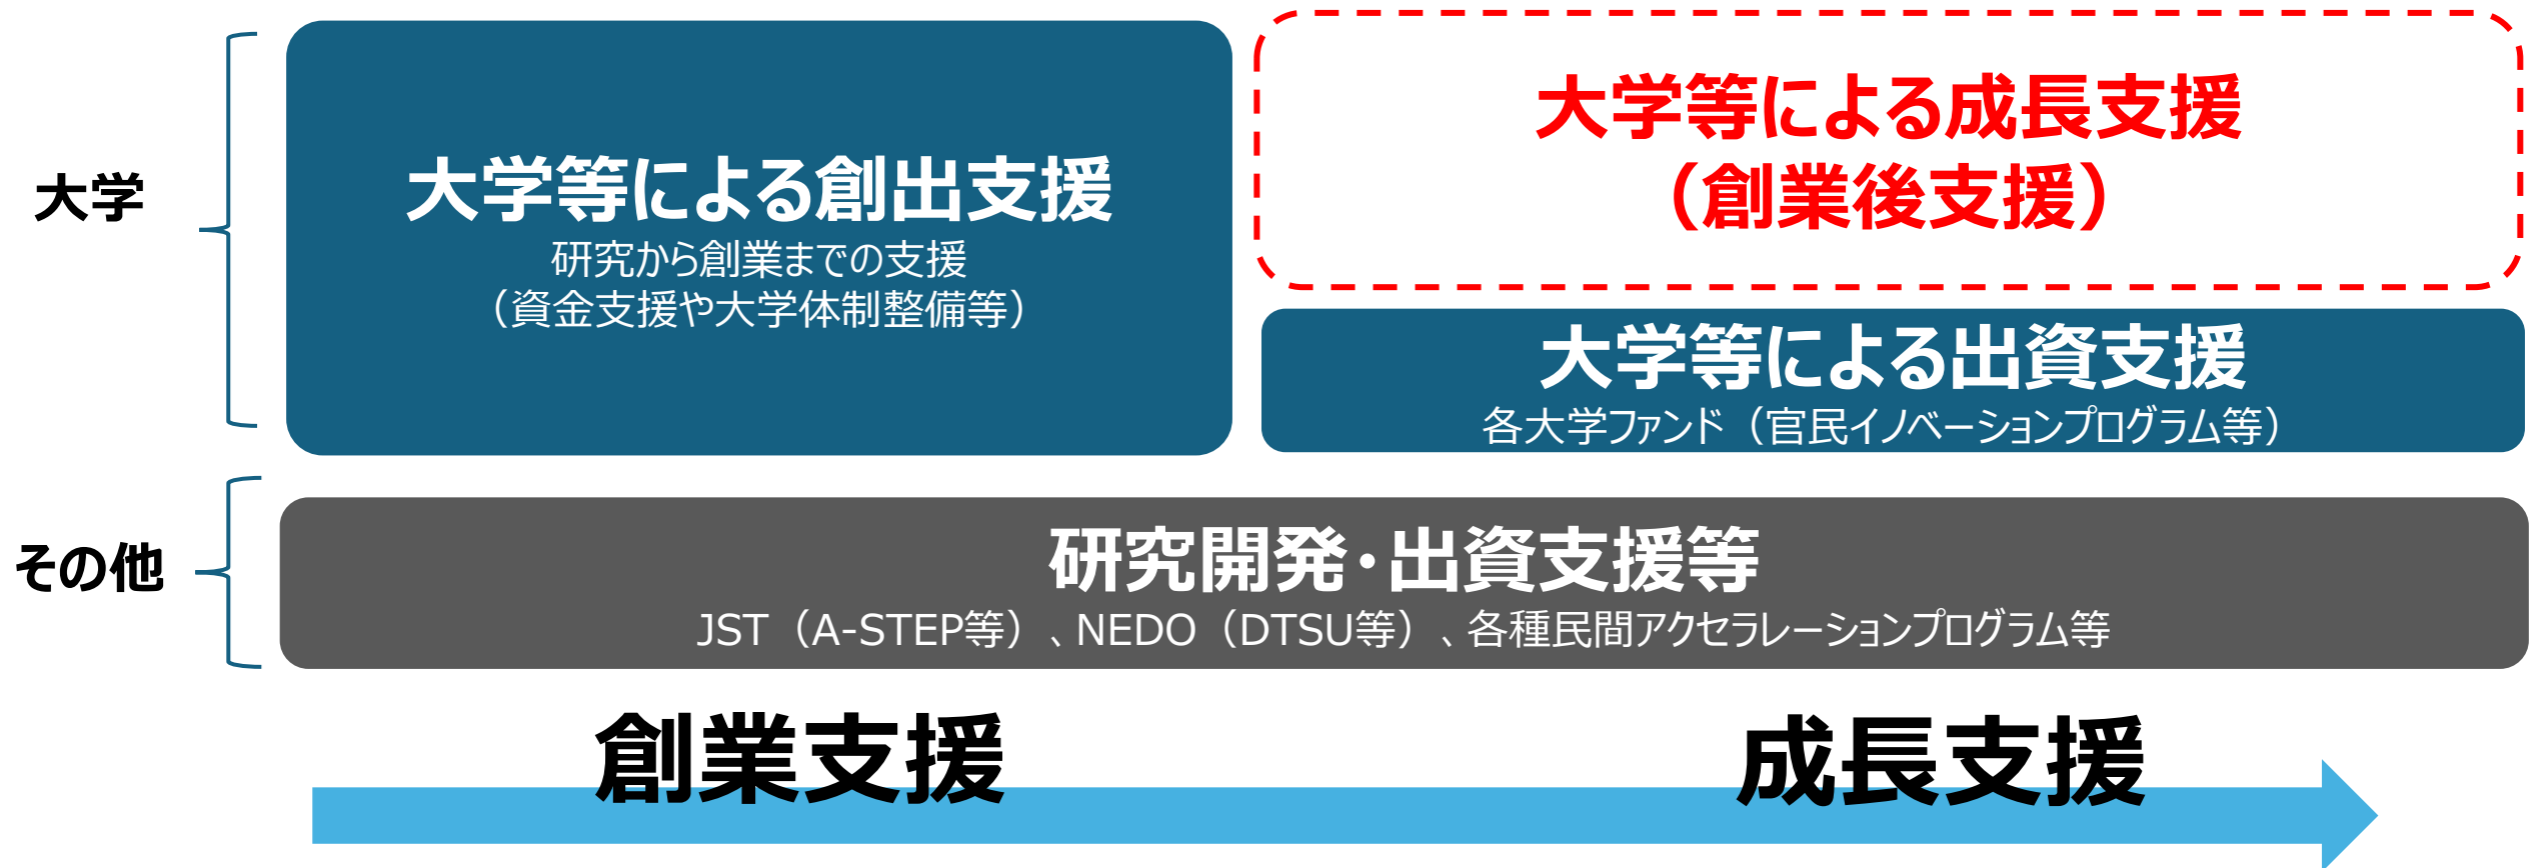 大学
大学等による創出支援
研究から創業までの支援
（資金支援や大学体制整備等）
大学等による成長支援
（創業後支援）
大学等による出資支援
各大学ファンド（官民イノベーションプログラム等）
その他
研究開発・出資支援等
JST（A-STEP等）、NEDO（DTSU等）、各種民間アクセラレーションプログラム等
創業支援
成長支援